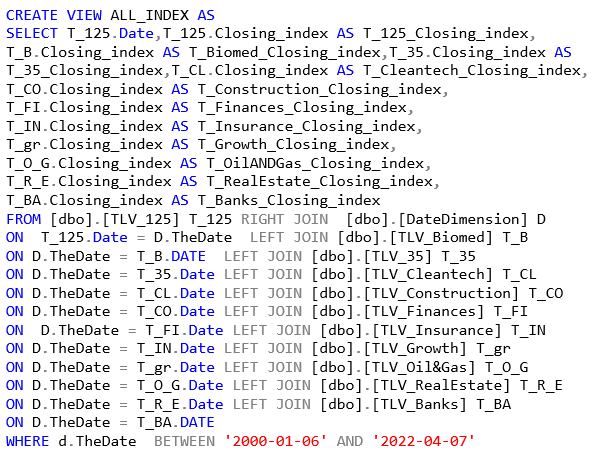 CREATE VIEW ALL_INDEX AS
SELECT T_125.Date,T_125.Closing_index AS T_125_Closing_index,
T_B.Closing_index AS T_Biomed_Closing_index,T_35.Closing_index AS
T_35_Closing_index,T_CL.Closing_index AS T_Cleantech_Closing_index,
T_CO.Closing_index AS T_Construction_Closing_index,
T_FI.Closing_index AS T_Finances_Closing_index,
T_IN.Closing_index AS T_Insurance_Closing_index,
T_gr.Closing_index AS T_Growth_Closing_index,
T_O_G.Closing_index AS T_OilANDGas_Closing_index,
T_R_E.Closing_index AS T_RealEstate_Closing_index,
T_BA.Closing_index AS T_Banks_Closing_index
FROM [dbo].[TLV_125] T_125 RIGHT JOIN  [dbo].[DateDimension] D
ON  T_125.Date = D.TheDate  LEFT JOIN [dbo].[TLV_Biomed] T_B
ON D.TheDate = T_B.DATE  LEFT JOIN [dbo].[TLV_35] T_35
ON D.TheDate = T_35.Date LEFT JOIN [dbo].[TLV_Cleantech] T_CL
ON D.TheDate = T_CL.Date LEFT JOIN [dbo].[TLV_Construction] T_CO
ON D.TheDate = T_CO.Date LEFT JOIN [dbo].[TLV_Finances] T_FI
ON  D.TheDate = T_FI.Date LEFT JOIN [dbo].[TLV_Insurance] T_IN
ON D.TheDate = T_IN.Date LEFT JOIN [dbo].[TLV_Growth] T_gr
ON D.TheDate = T_gr.Date LEFT JOIN [dbo].[TLV_Oil&Gas] T_O_G
ON D.TheDate = T_O_G.Date LEFT JOIN [dbo].[TLV_RealEstate] T_R_E
ON D.TheDate = T_R_E.Date LEFT JOIN [dbo].[TLV_Banks] T_BA
ON D.TheDate = T_BA.DATE
WHERE d.TheDate  BETWEEN '2000-01-06' AND '2022-04-07'